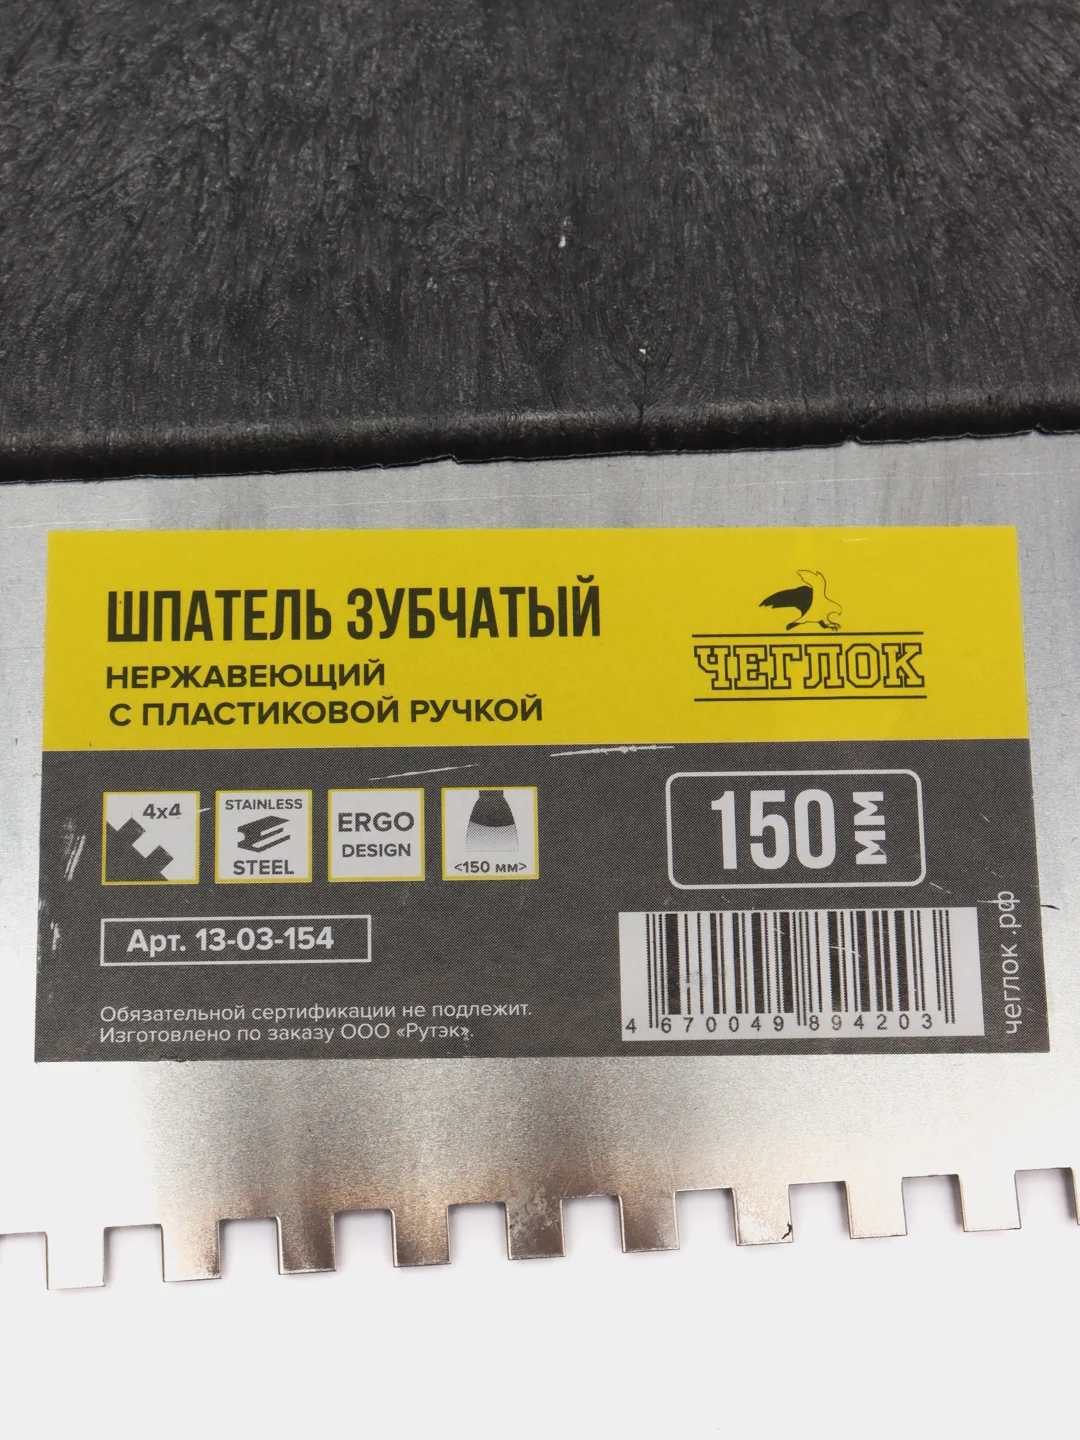 ШПАТЕЛЬ ЗУБЧАТЫЙ
НЕРЖАВЕЮЩИЙ
С ПЛАСТИКОВОЙ РУЧКОЙ
ЧЕГЛОК
4x4
STAINLESS
STEEL
ERGO
DESIGN
<150 мм>
150 ММ
Арт. 13-03-154
Обязательной сертификации не подлежит.
Изготовлено по заказу ООО «Рутэк».
4 670049 894203
чеглок.рф